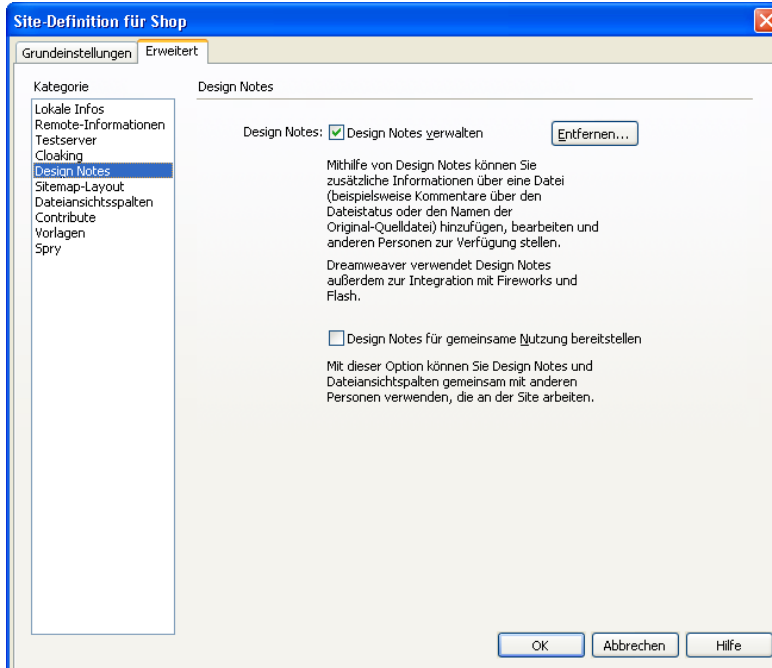 Site-Definition für Shop
Grundeinstellungen Erweitert
Kategorie
Lokale Infos
Remote-Informationen
Testserver
Cloaking
Design Notes
Sitemap-Layout
Dateiansichtsspalten
Contribute
Vorlagen
Spry
Design Notes
Design Notes: Design Notes verwalten Entfernen...
Mithilfe von Design Notes können Sie
zusätzliche Informationen über eine Datei
(beispielsweise Kommentare über den
Dateistatus oder den Namen der
Original-Quelldatei) hinzufügen, bearbeiten und
anderen Personen zur Verfügung stellen.
Dreamweaver verwendet Design Notes
außerdem zur Integration mit Fireworks und
Flash.
Design Notes für gemeinsame Nutzung bereitstellen
Mit dieser Option können Sie Design Notes und
Dateiansichtspalten gemeinsam mit anderen
Personen verwenden, die an der Site arbeiten.
OK Abbrechen Hilfe